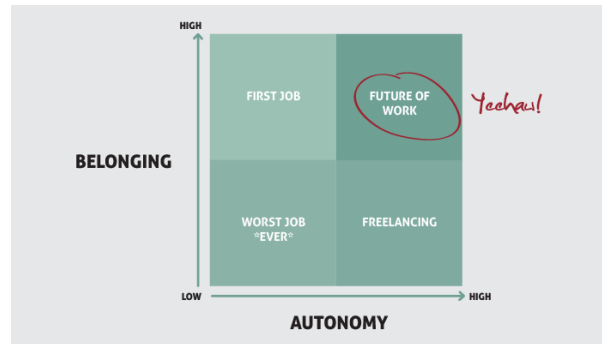 HIGH
FIRST JOB
FUTURE OF
WORK
Yeehaw!
BELONGING
WORST JOB
*EVER*
FREELANCING
LOW
HIGH
AUTONOMY